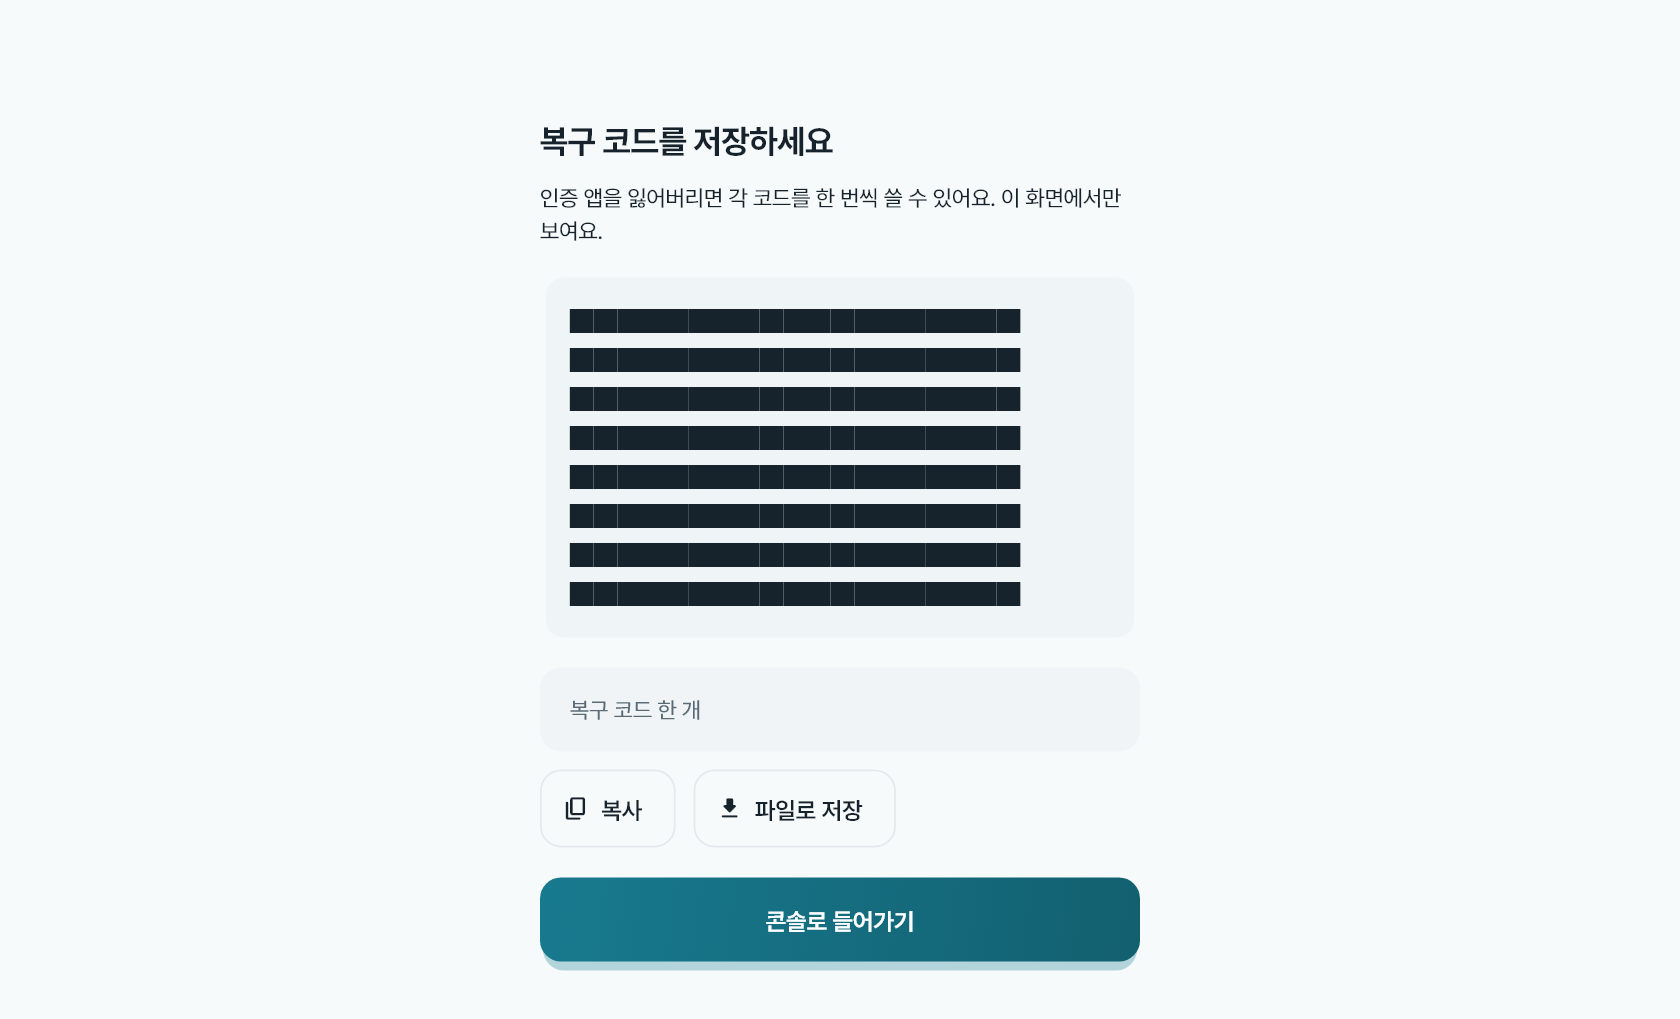 복구 코드를 저장하세요
인증 앱을 잃어버리면 각 코드를 한 번씩 쓸 수 있어요. 이 화면에서만
보여요.
복구 코드 한 개
복사
파일로 저장
콘솔로 들어가기